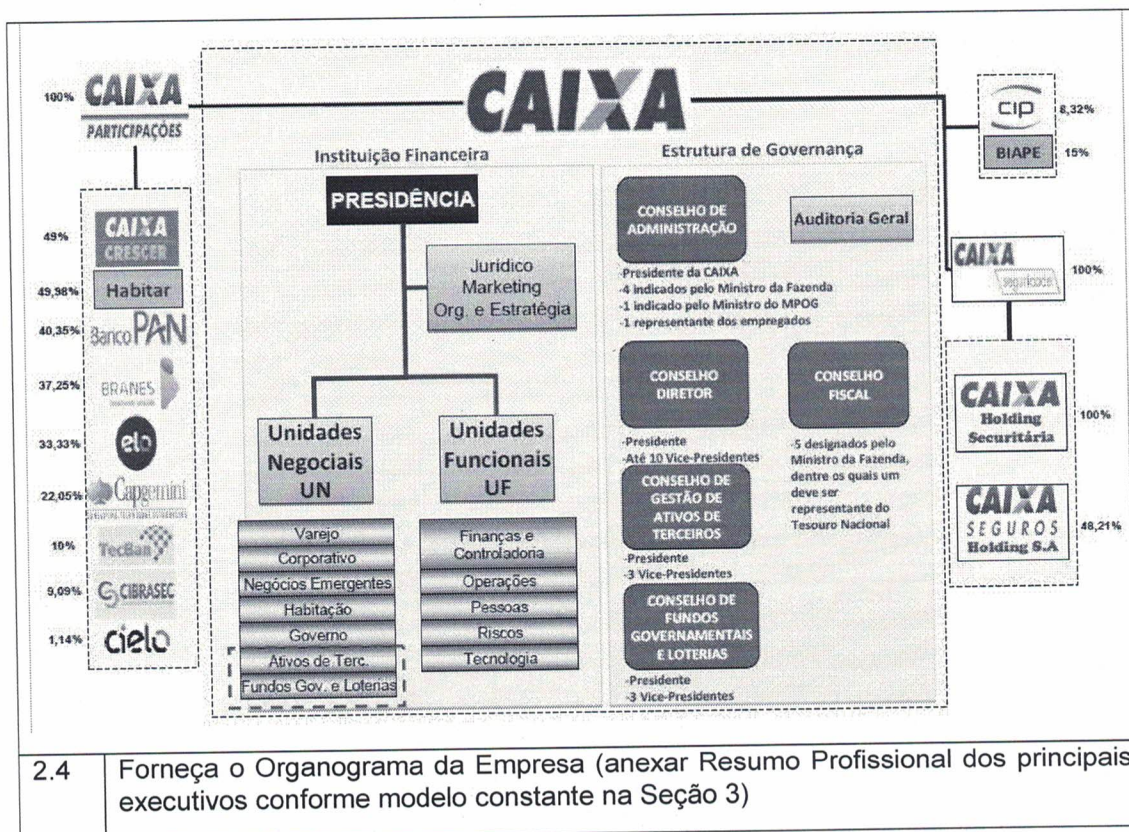 CAIXA
100%
CAIXA
PARTICIPAÇÕES
49%
CAIXA
CRESCER
49,98%
Habitar
40,35%
Banco PAN
37,25%
BRANES
33,33%
elo
22,05%
Capgemini
10%
TecBan
9,09%
CIBRASEC
1,14%
cielo
Instituição Financeira
PRESIDÊNCIA
Jurídico
Marketing
Org. e Estratégia
Unidades
Negociais
UN
Unidades
Funcionais
UF
Varejo
Corporativo
Negócios Emergentes
Habitação
Governo
Ativos de Terc.
Fundos Gov. e Loterias
Finanças e
Controladoria
Operações
Pessoas
Riscos
Tecnologia
Estrutura de Governança
CONSELHO DE
ADMINISTRAÇÃO
Auditoria Geral
-Presidente da CAIXA
-4 indicados pelo Ministro da Fazenda
-1 indicado pelo Ministro do MPOG
-1 representante dos empregados
CONSELHO
DIRETOR
-Presidente
-Até 10 Vice-Presidentes
CONSELHO
FISCAL
-5 designados pelo
Ministro da Fazenda,
dentre os quais um
deve ser
representante do
Tesouro Nacional
CONSELHO DE
GESTÃO DE
ATIVOS DE
TERCEIROS
-Presidente
-3 Vice-Presidentes
CONSELHO DE
FUNDOS
GOVERNAMENTAIS
E LOTERIAS
-Presidente
-3 Vice-Presidentes
CIP
8,32%
BIAPE
15%
CAIXA
seguridade
100%
CAIXA
Holding
Securitária
100%
CAIXA
SEGUROS
Holding S.A
48,21%
2.4
Forneça o Organograma da Empresa (anexar Resumo Profissional dos principais
executivos conforme modelo constante na Seção 3)